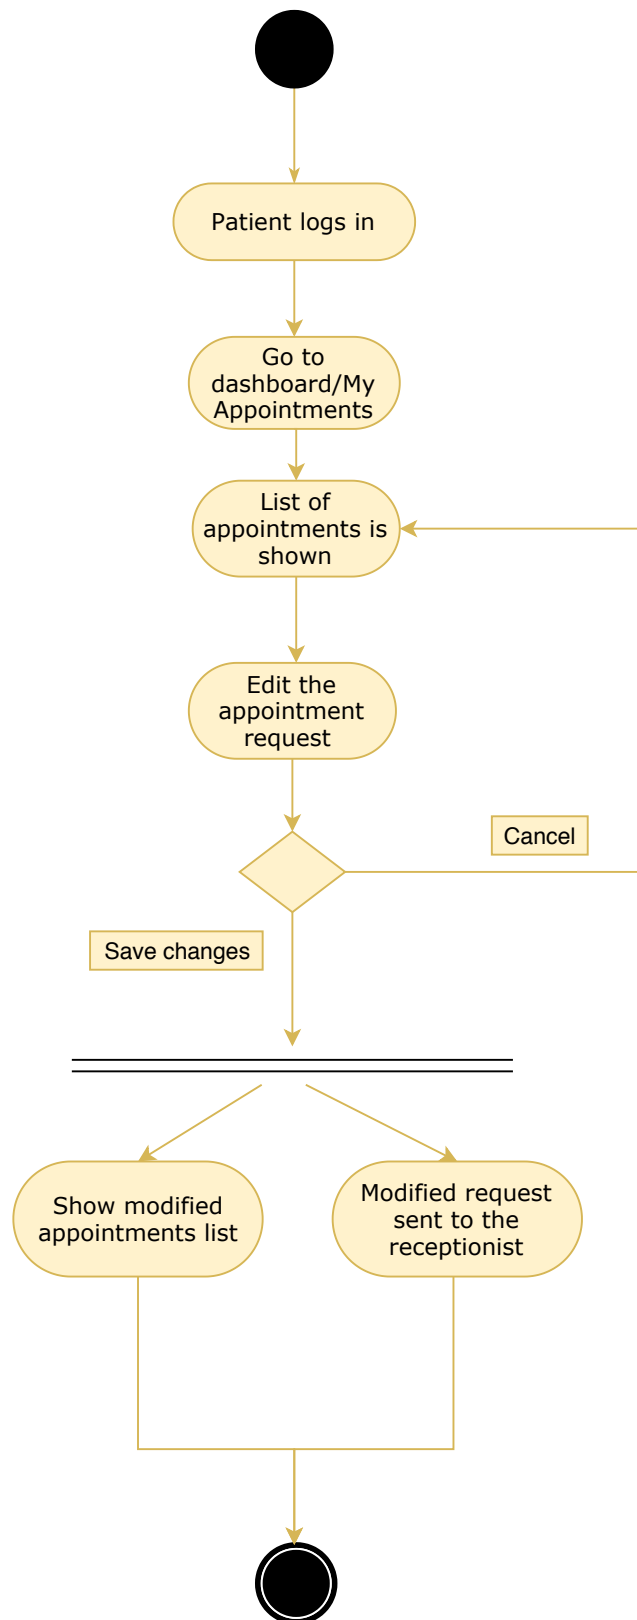 Patient logs in
Go to
dashboard/My
Appointments
List of
appointments is
shown
Edit the
appointment
request
Cancel
Save changes
Show modified
appointments list
Modified request
sent to the
receptionist